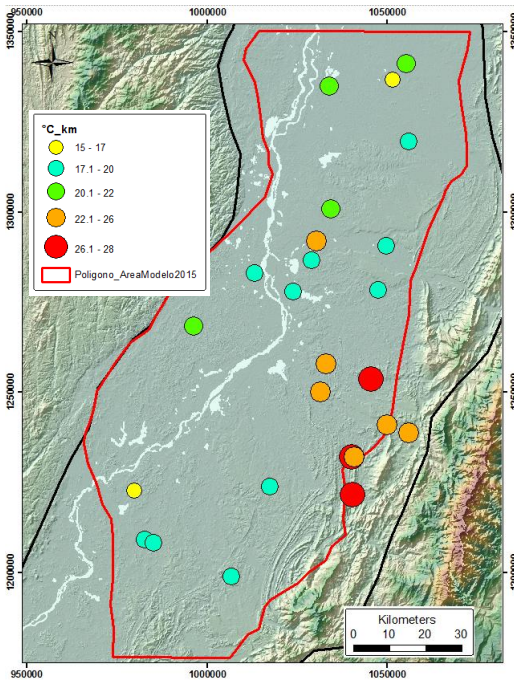 950000 1000000 1050000
1350000
N
1350000
°C_km
15 - 17
17.1 - 20
20.1 - 22
22.1 - 26
26.1 - 28
Poligono_AreaModelo2015
1300000
1300000
1250000
1250000
1200000
1200000
Kilometers
0 10 20 30
950000 1000000 1050000